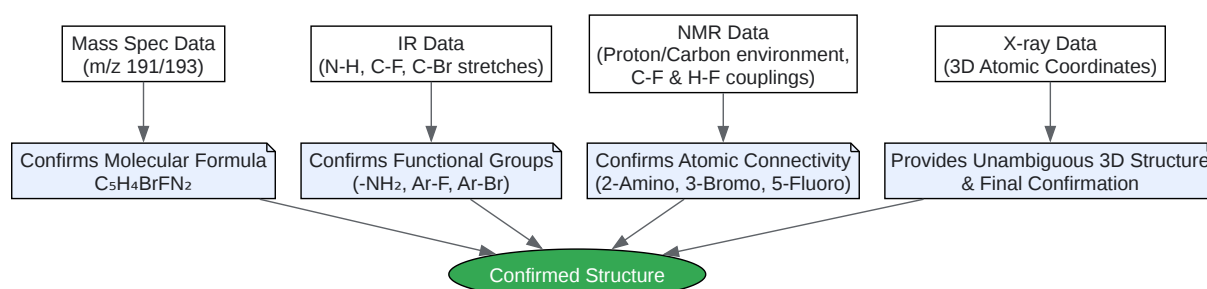 Mass Spec Data
(m/z 191/193)
IR Data
(N-H, C-F, C-Br stretches)
NMR Data
(Proton/Carbon environment,
C-F & H-F couplings)
X-ray Data
(3D Atomic Coordinates)
Confirms Molecular Formula
C₅H₄BrFN₂
Confirms Functional Groups
(-NH₂, Ar-F, Ar-Br)
Confirms Atomic Connectivity
(2-Amino, 3-Bromo, 5-Fluoro)
Provides Unambiguous 3D Structure
& Final Confirmation
Confirmed Structure